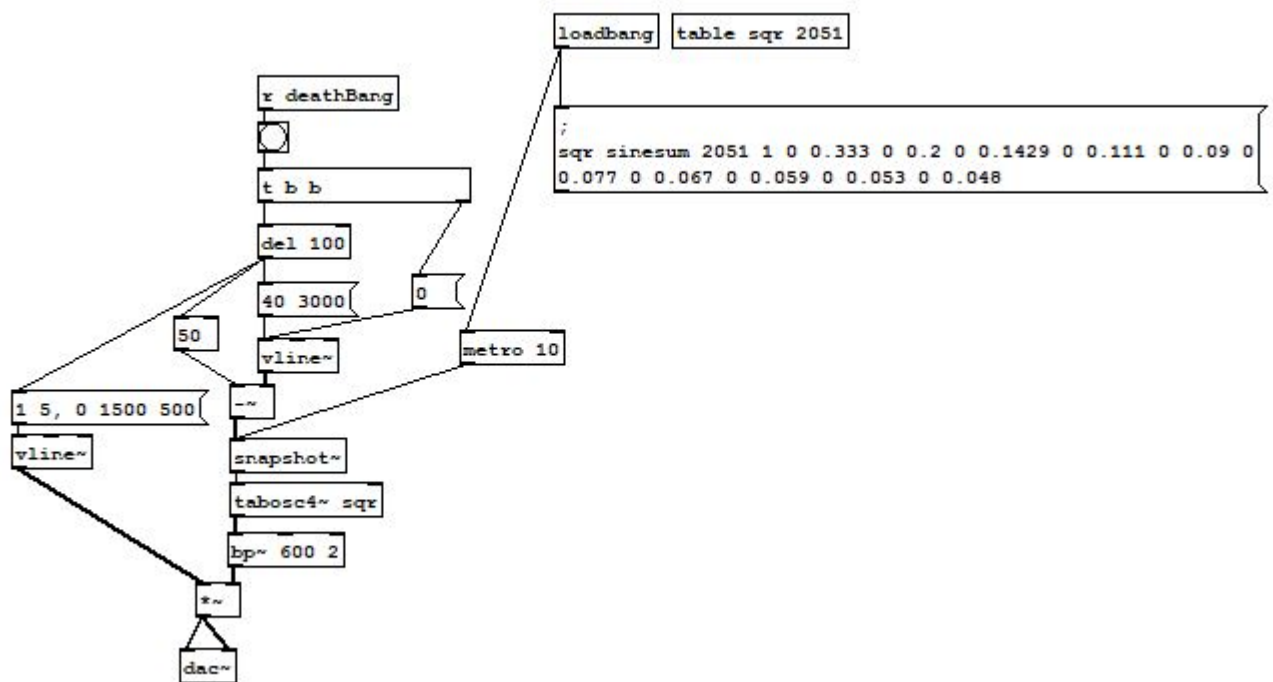 loadbang
table sqr 2051
r deathBang
;
sqr sinesum 2051 1 0 0.333 0 0.2 0 0.1429 0 0.111 0 0.09 0
0.077 0 0.067 0 0.059 0 0.053 0 0.048
t b b
del 100
40 3000
0
50
vline~
metro 10
1 5, 0 1500 500
-~
vline~
snapshot~
tabosc4~ sqr
bp~ 600 2
*~
dac~